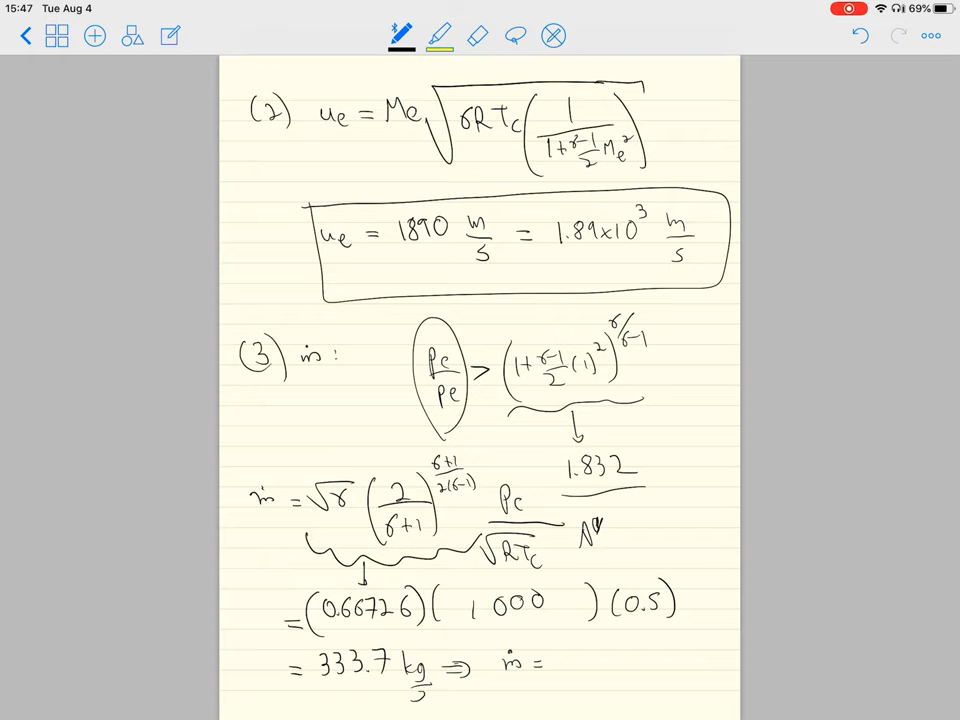 15:47 Tue Aug 4 69%
(2) ue = Me √(γRTc (1 / (1 + (γ-1)/2 Me²)))
ue = 1890 m/s = 1.89×10³ m/s
(3) ṁ : Pc/Pe > (1 + (γ-1)/2 (1)²)^(γ/γ-1)
1.832
ṁ = √γ (2/(γ+1))^((γ+1)/2(γ-1)) Pc/√RTc
= (0.66726)(1000)(0.5)
= 333.7 kg/s ⇒ ṁ =